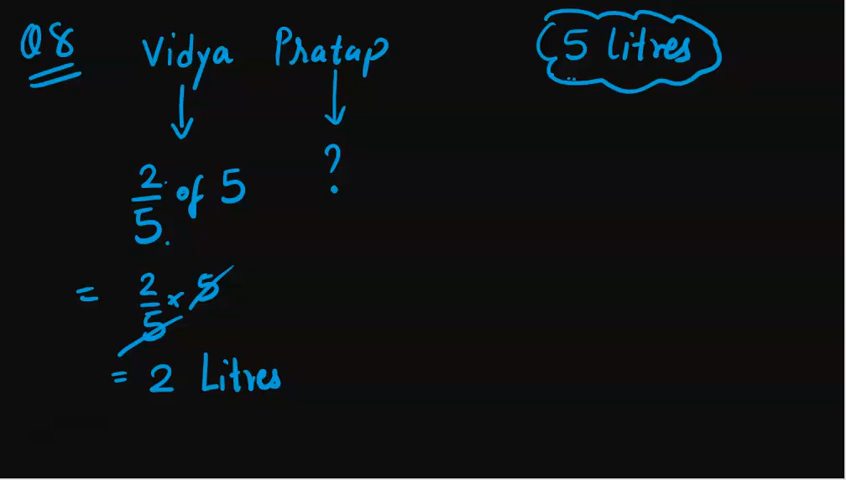 Q8 Vidya Pratap 5 litres
2/5 of 5 ?
= 2/5 × 5
= 2 Litres